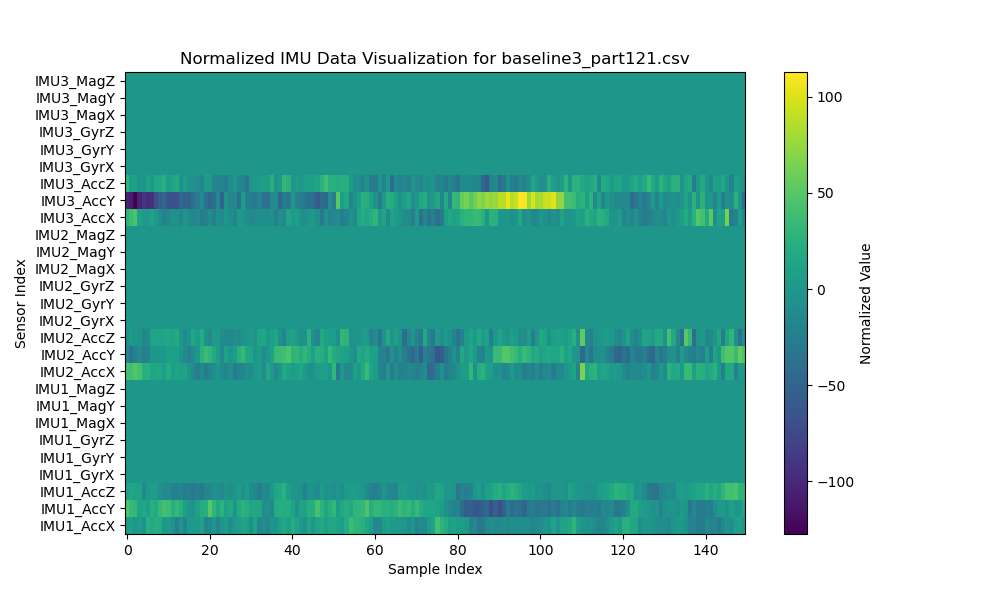 Normalized IMU Data Visualization for baseline3_part121.csv
IMU3_MagZ
IMU3_MagY
IMU3_MagX
IMU3_GyrZ
IMU3_GyrY
IMU3_GyrX
IMU3_AccZ
IMU3_AccY
IMU3_AccX
IMU2_MagZ
IMU2_MagY
IMU2_MagX
IMU2_GyrZ
IMU2_GyrY
IMU2_GyrX
IMU2_AccZ
IMU2_AccY
IMU2_AccX
IMU1_MagZ
IMU1_MagY
IMU1_MagX
IMU1_GyrZ
IMU1_GyrY
IMU1_GyrX
IMU1_AccZ
IMU1_AccY
IMU1_AccX
Sensor Index
0 20 40 60 80 100 120 140
Sample Index
100
50
0
−50
−100
Normalized Value